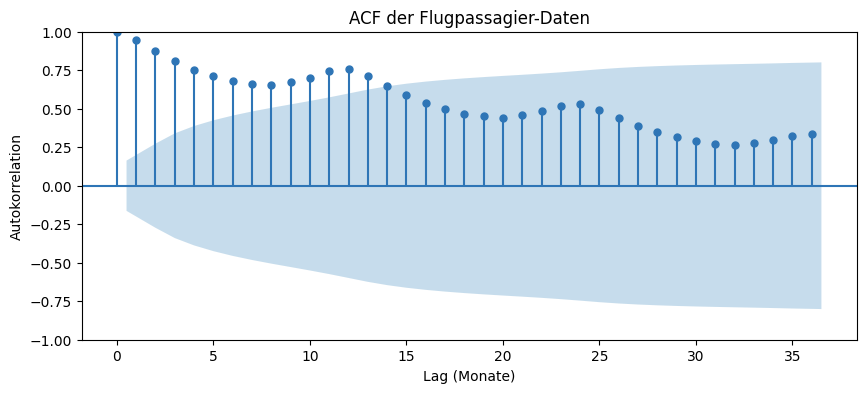 ACF der Flugpassagier-Daten
1.00
0.75
0.50
0.25
0.00
−0.25
−0.50
−0.75
−1.00
Autokorrelation
0 5 10 15 20 25 30 35
Lag (Monate)